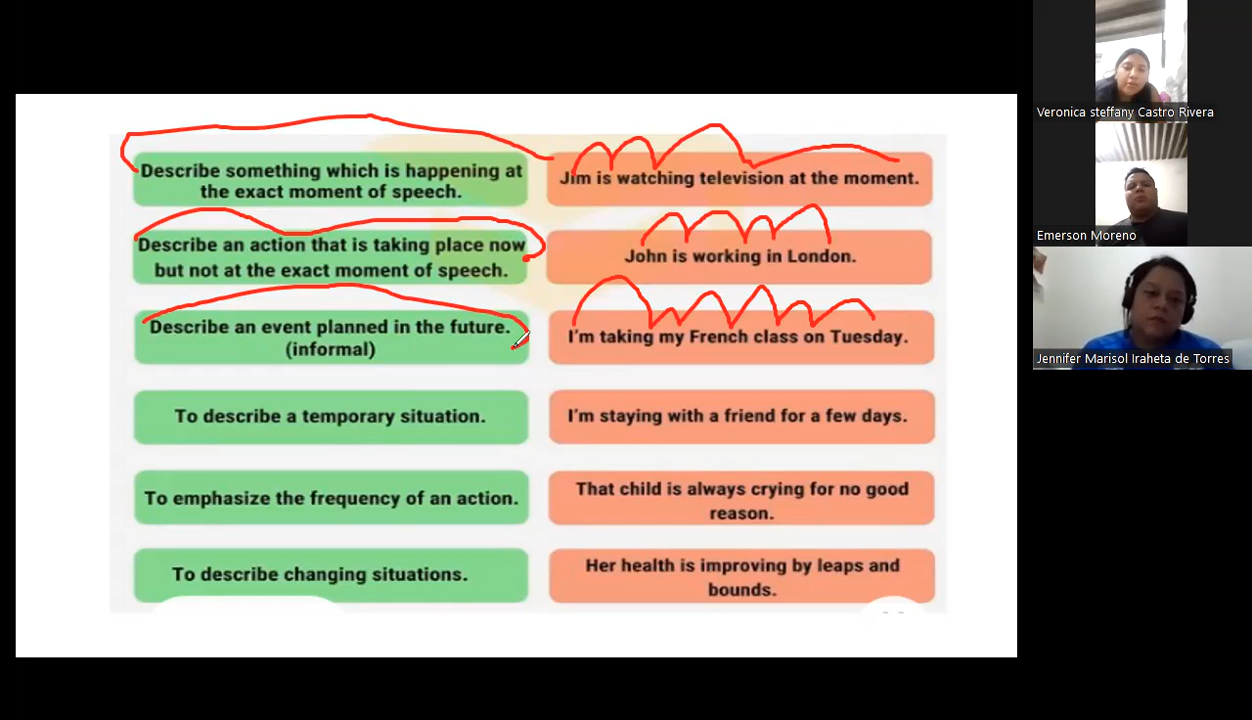 Describe something which is happening at
the exact moment of speech.
Jim is watching television at the moment.
Describe an action that is taking place now
but not at the exact moment of speech.
John is working in London.
Describe an event planned in the future.
(informal)
I'm taking my French class on Tuesday.
To describe a temporary situation.
I'm staying with a friend for a few days.
To emphasize the frequency of an action.
That child is always crying for no good
reason.
To describe changing situations.
Her health is improving by leaps and
bounds.
Veronica steffany Castro Rivera
Emerson Moreno
Jennifer Marisol Iraheta de Torres